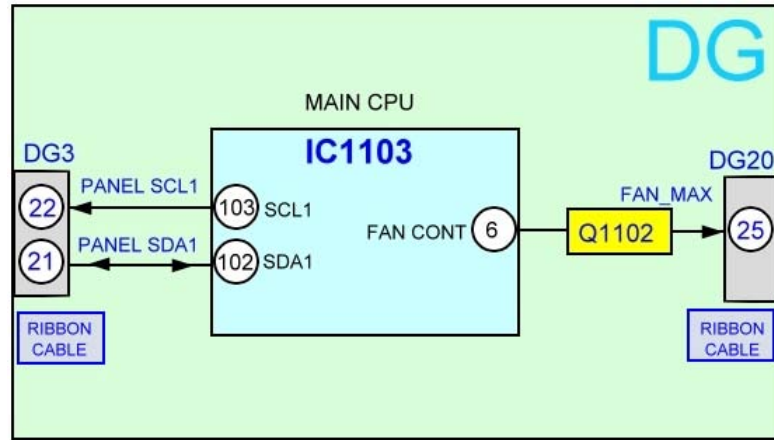 DG
MAIN CPU
IC1103
DG3
DG20
PANEL SCL1
22
103
SCL1
FAN CONT
6
Q1102
FAN_MAX
25
PANEL SDA1
21
102
SDA1
RIBBON
CABLE
RIBBON
CABLE